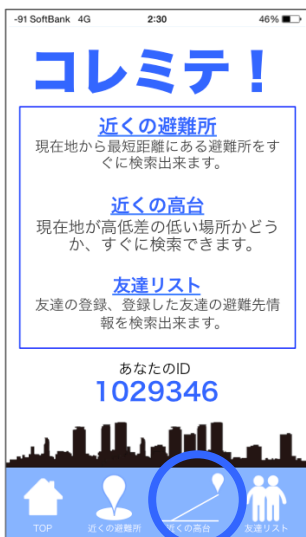 -91 SoftBank 4G 2:30 46%
コレミテ！
近くの避難所
現在地から最短距離にある避難所をす
ぐに検索出来ます。
近くの高台
現在地が高低差の低い場所かどう
か、すぐに検索できます。
友達リスト
友達の登録、登録した友達の避難先情
報を検索出来ます。
あなたのID
1029346
TOP 近くの避難所 近くの高台 友達リスト